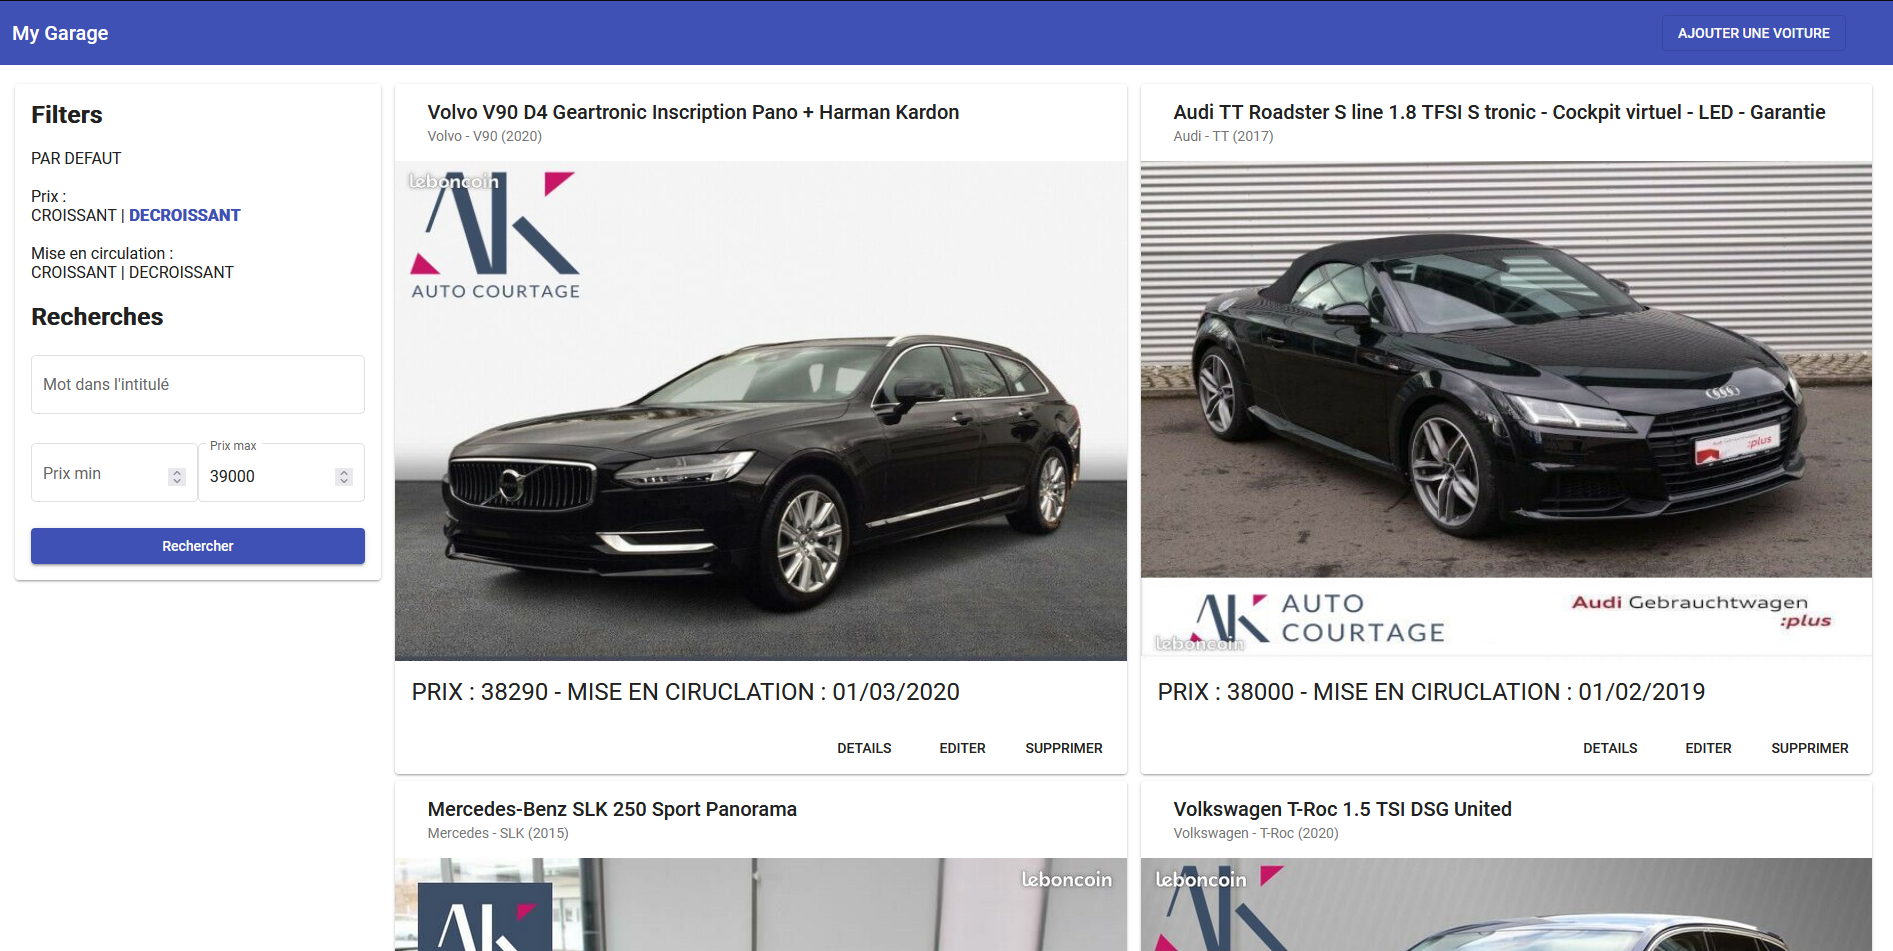 My Garage
AJOUTER UNE VOITURE
Filters
PAR DEFAUT
Prix :
CROISSANT | DECROISSANT
Mise en circulation :
CROISSANT | DECROISSANT
Recherches
Mot dans l'intitulé
Prix min
Prix max
39000
Rechercher
Volvo V90 D4 Geartronic Inscription Pano + Harman Kardon
Volvo - V90 (2020)
leboncoin
AK
AUTO COURTAGE
PRIX : 38290 - MISE EN CIRUCLATION : 01/03/2020
DETAILS EDITER SUPPRIMER
Audi TT Roadster S line 1.8 TFSI S tronic - Cockpit virtuel - LED - Garantie
Audi - TT (2017)
:plus
AK AUTO
COURTAGE
leboncoin
Audi Gebrauchtwagen
:plus
PRIX : 38000 - MISE EN CIRUCLATION : 01/02/2019
DETAILS EDITER SUPPRIMER
Mercedes-Benz SLK 250 Sport Panorama
Mercedes - SLK (2015)
leboncoin
AK
Volkswagen T-Roc 1.5 TSI DSG United
Volkswagen - T-Roc (2020)
leboncoin
AK